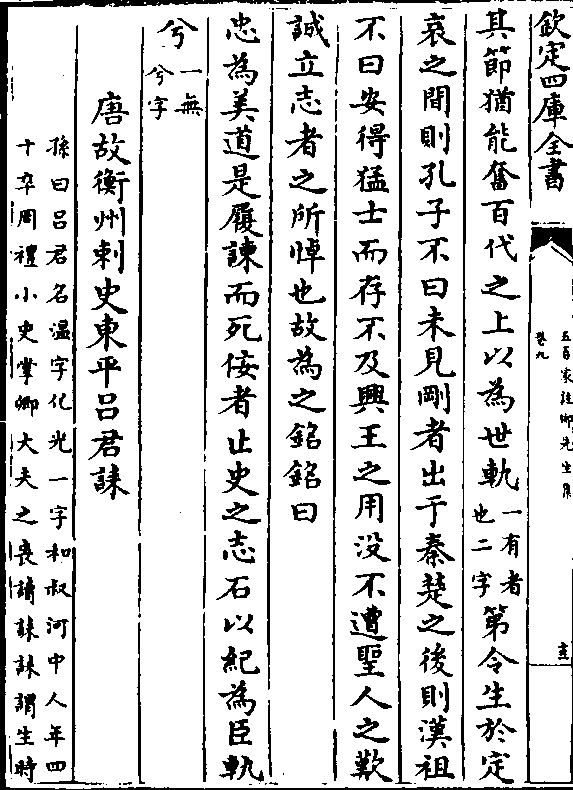 欽定四庫全書
五百家註柳先生集
卷九
其節猶能奮百代之上以為世軌一有者也二字第令生於定
哀之間則孔子不曰未見剛者出于秦楚之後則漢祖
不曰安得猛士而存不及興王之用没不遭聖人之歎
誠立志者之所悼也故為之銘銘曰
忠為美道是履諫而死佞者止史之志石以紀為臣軌
兮一無兮字
唐故衡州刺史東平呂君誄
孫曰呂君名温字化光一字和叔河中人年四
十卒周禮小史掌卿大夫之喪讀誄誄謂生時